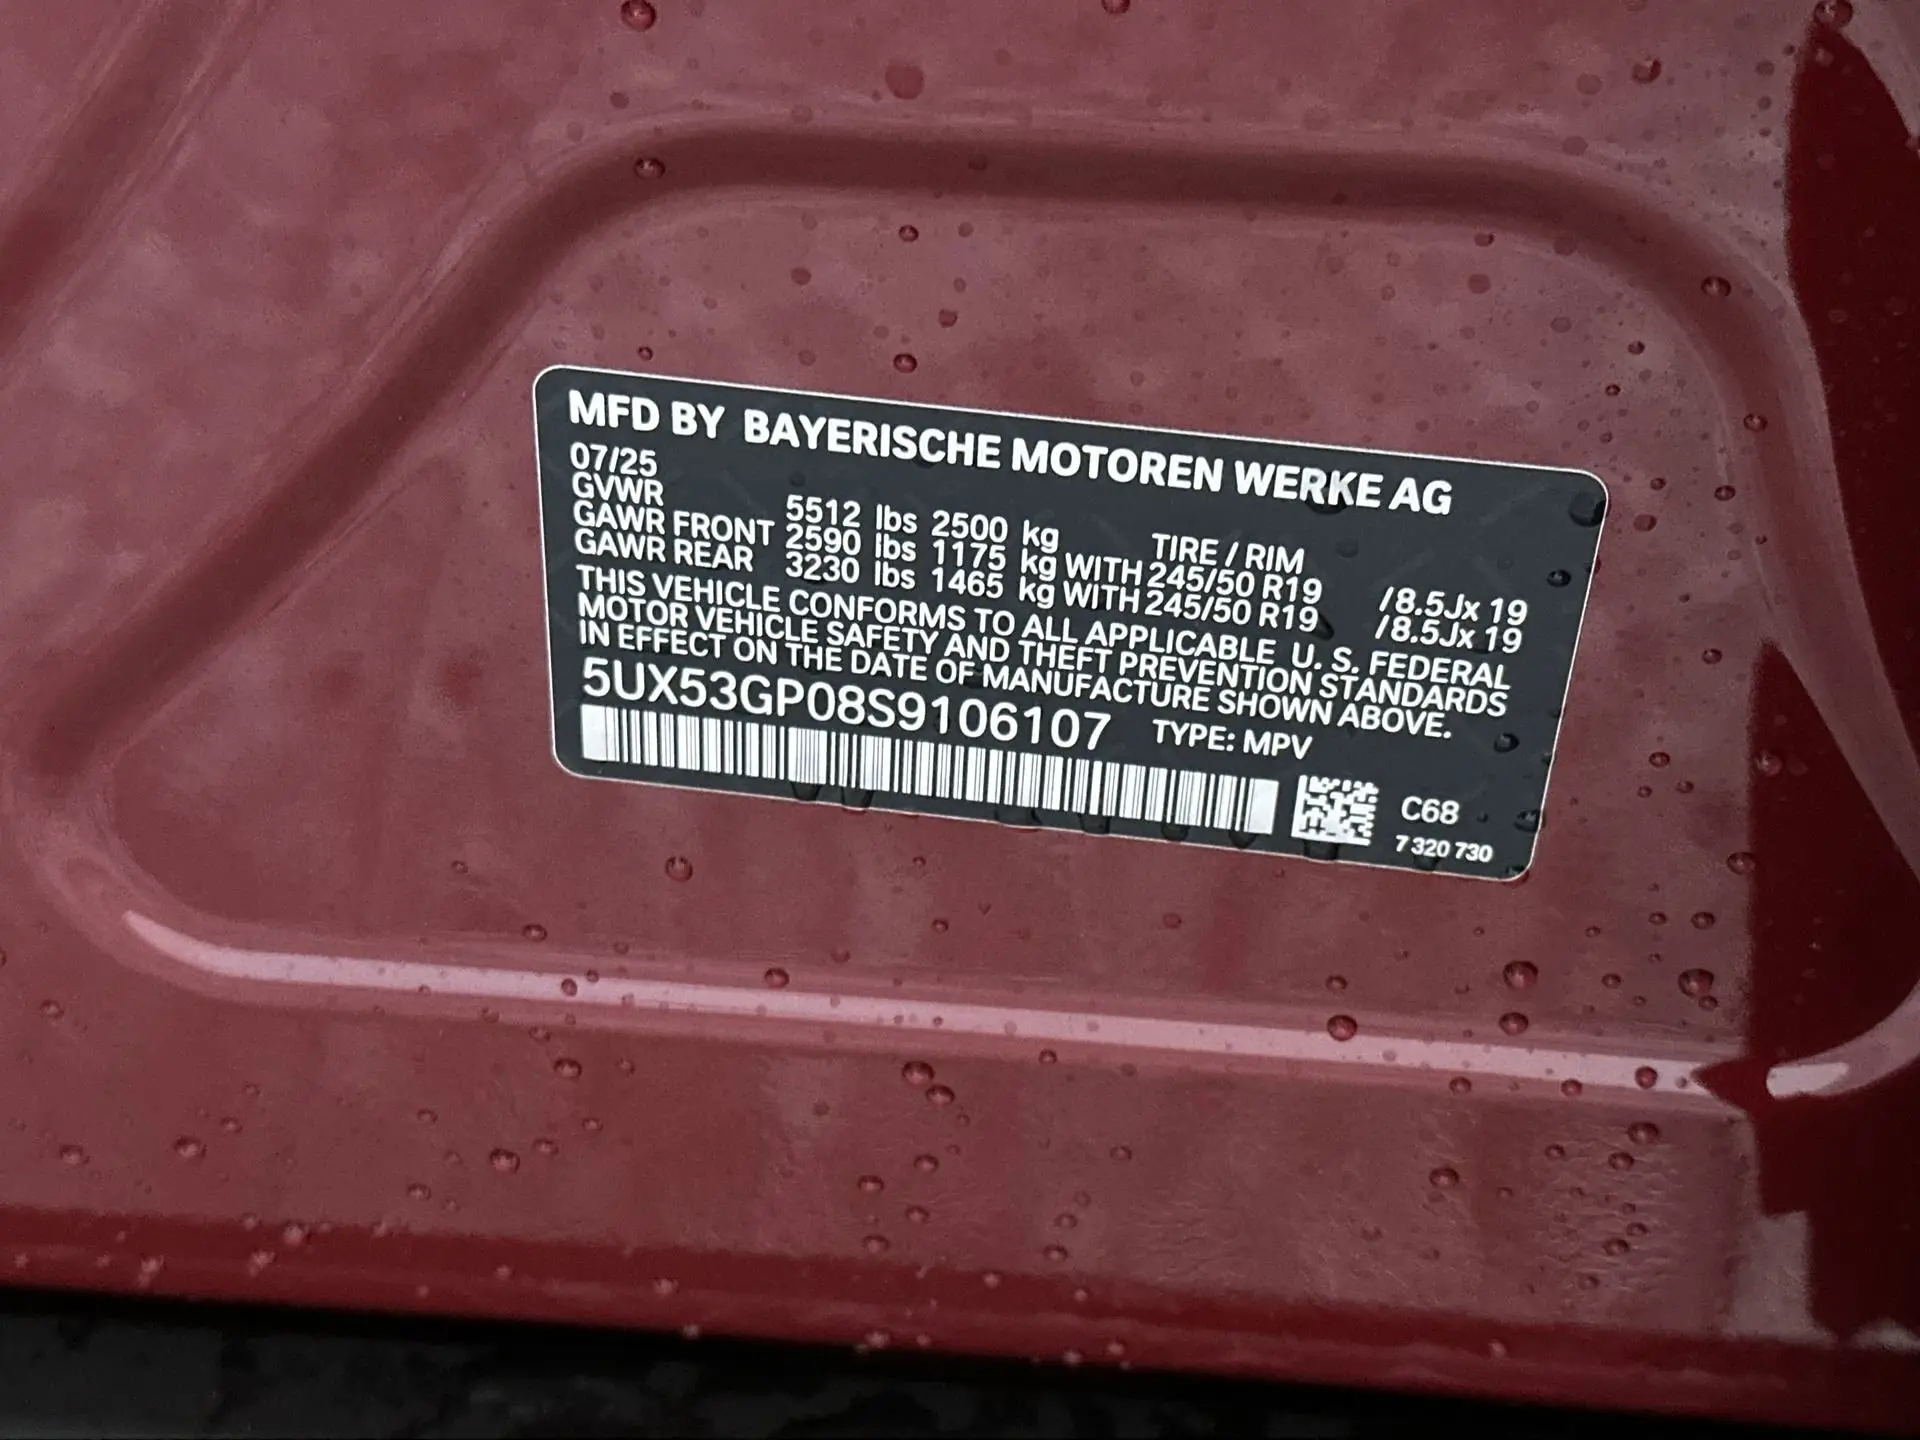 MFD BY BAYERISCHE MOTOREN WERKE AG
07/25
GVWR 5512 lbs 2500 kg TIRE / RIM
GAWR FRONT 2590 lbs 1175 kg WITH 245/50 R19 / 8.5Jx 19
GAWR REAR 3230 lbs 1465 kg WITH 245/50 R19 / 8.5Jx 19
THIS VEHICLE CONFORMS TO ALL APPLICABLE U. S. FEDERAL
MOTOR VEHICLE SAFETY AND THEFT PREVENTION STANDARDS
IN EFFECT ON THE DATE OF MANUFACTURE SHOWN ABOVE.
5UX53GP08S9106107 TYPE: MPV
C68
7 320 730